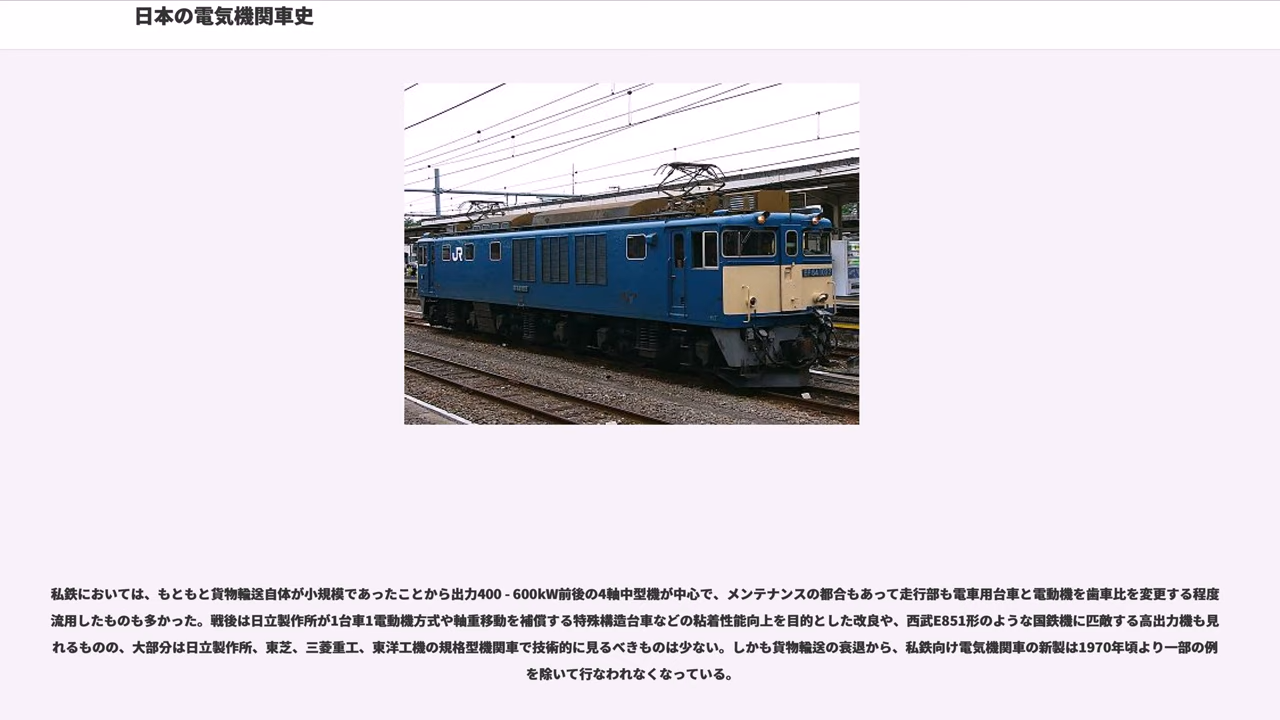 日本の電気機関車史
JR
私鉄においては、もともと貨物輸送自体が小規模であったことから出力400 - 600kW前後の4軸中型機が中心で、メンテナンスの都合もあって走行部も電車用台車と電動機を歯車比を変更する程度
流用したものも多かった。戦後は日立製作所が1台車1電動機方式や軸重移動を補償する特殊構造台車などの粘着性能向上を目的とした改良や、西武E851形のような国鉄機に匹敵する高出力機も見
れるものの、大部分は日立製作所、東芝、三菱重工、東洋工機の規格型機関車で技術的に見るべきものは少ない。しかも貨物輸送の衰退から、私鉄向け電気機関車の新製は1970年頃より一部の例
を除いて行なわれなくなっている。